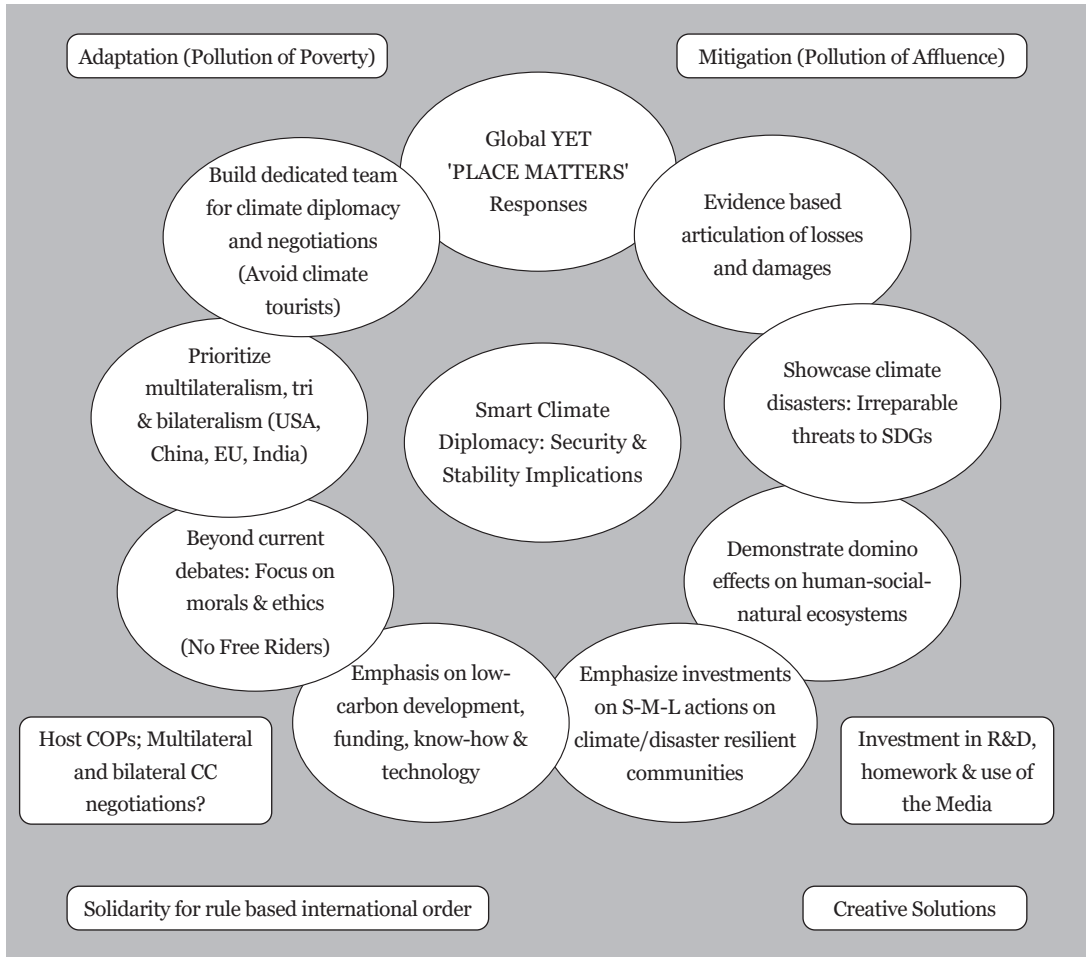 Adaptation (Pollution of Poverty)
Mitigation (Pollution of Affluence)
Global YET
'PLACE MATTERS'
Responses
Build dedicated team
for climate diplomacy
and negotiations
(Avoid climate
tourists)
Evidence based
articulation of losses
and damages
Prioritize
multilateralism, tri
& bilateralism (USA,
China, EU, India)
Smart Climate
Diplomacy: Security &
Stability Implications
Showcase climate
disasters: Irreparable
threats to SDGs
Beyond current
debates: Focus on
morals & ethics
(No Free Riders)
Demonstrate domino
effects on human-social-
natural ecosystems
Emphasis on low-
carbon development,
funding, know-how &
technology
Emphasize investments
on S-M-L actions on
climate/disaster resilient
communities
Host COPs; Multilateral
and bilateral CC
negotiations?
Investment in R&D,
homework & use of
the Media
Solidarity for rule based international order
Creative Solutions